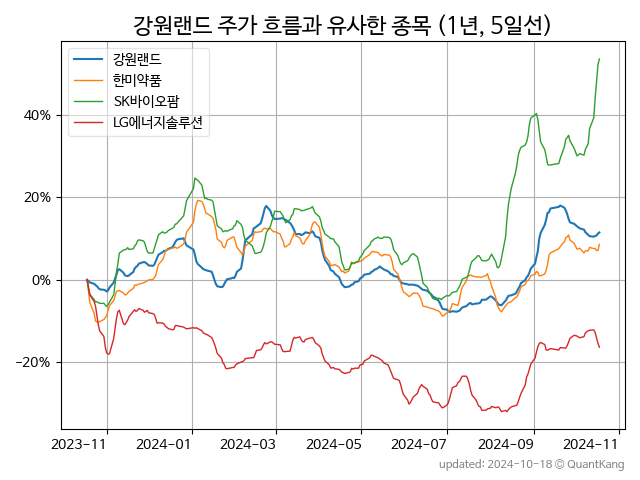 강원랜드 주가 흐름과 유사한 종목 (1년, 5일선)
강원랜드
한미약품
SK바이오팜
LG에너지솔루션
40%
20%
0%
−20%
2023-11 2024-01 2024-03 2024-05 2024-07 2024-09 2024-11
updated: 2024-10-18 © QuantKang